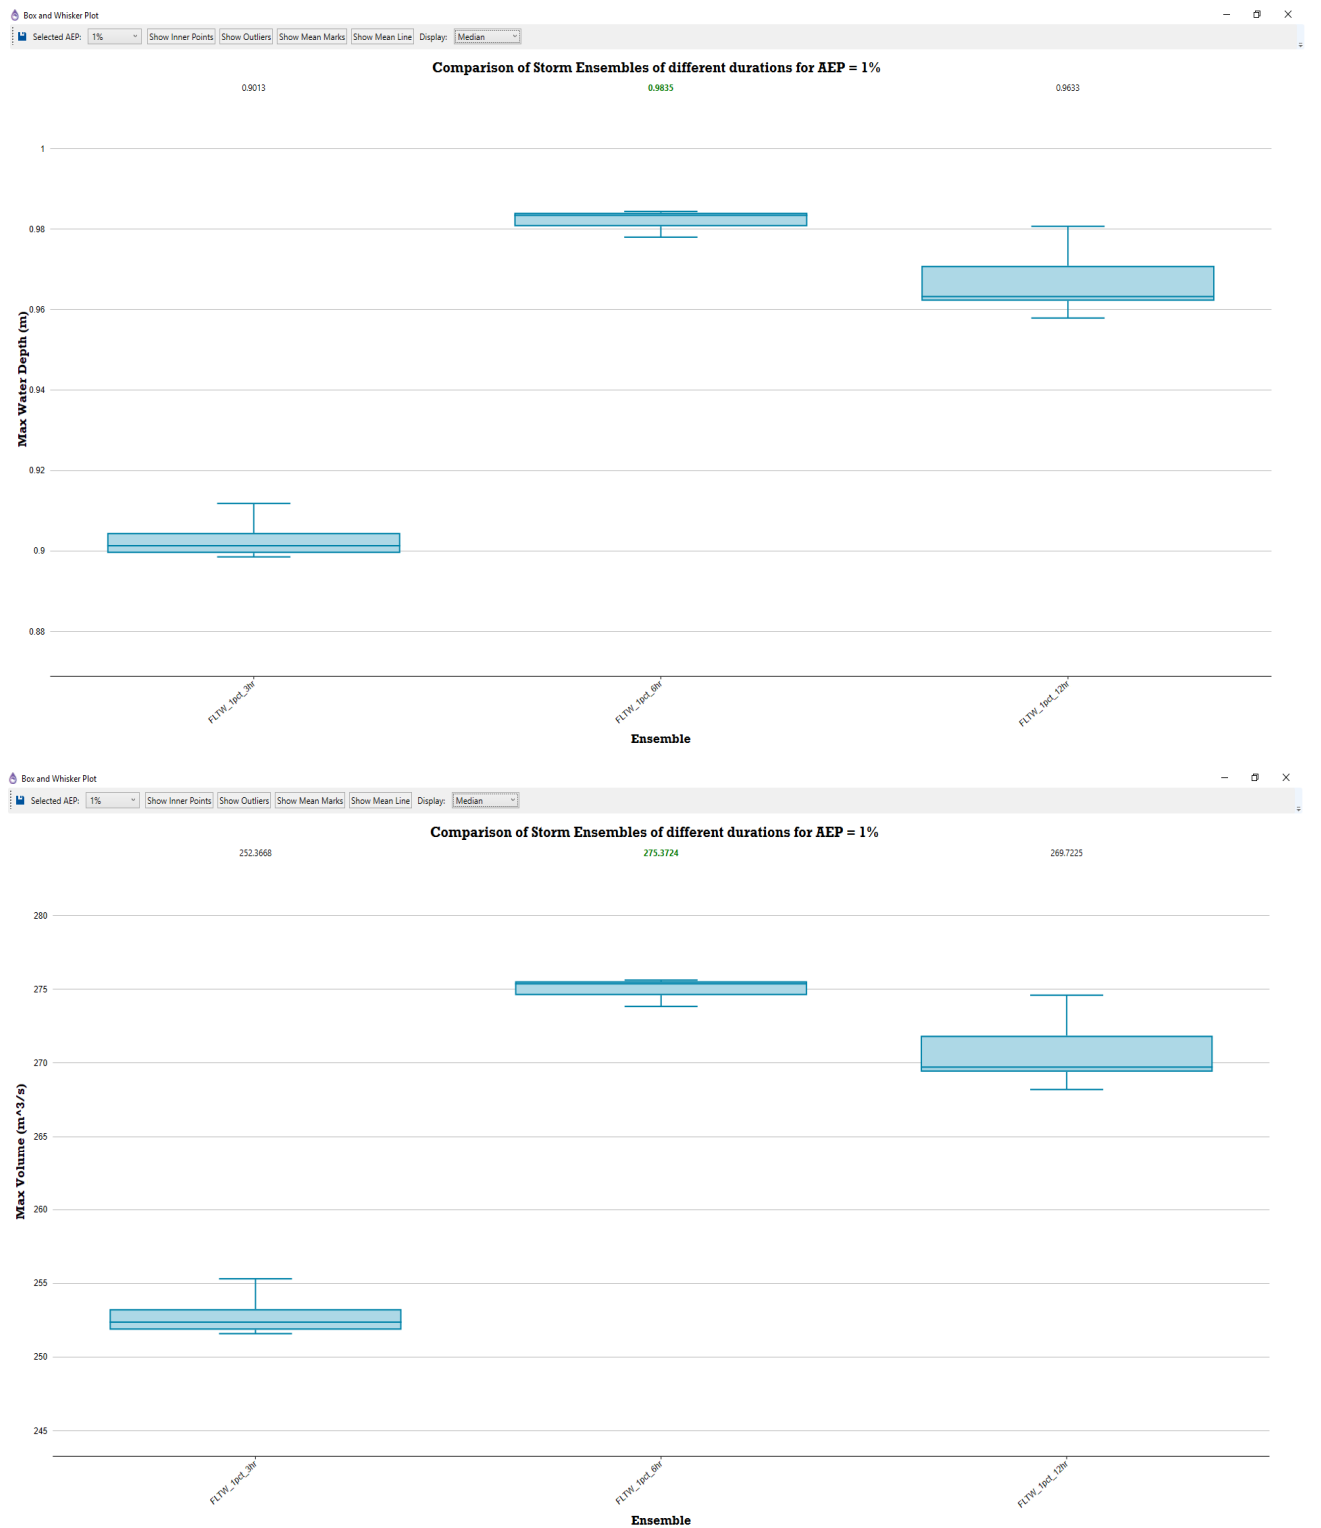 Box and Whisker Plot
Selected AEP: 1% Show Inner Points Show Outliers Show Mean Marks Show Mean Line Display: Median
Comparison of Storm Ensembles of different durations for AEP = 1%
0.9013 0.9835 0.9633
1
0.98
0.96
0.94
0.92
0.9
0.88
Max Water Depth (m)
FLTW_1pct_3hr FLTW_1pct_6hr FLTW_1pct_12hr
Ensemble
Box and Whisker Plot
Selected AEP: 1% Show Inner Points Show Outliers Show Mean Marks Show Mean Line Display: Median
Comparison of Storm Ensembles of different durations for AEP = 1%
252.3668 275.3724 269.7225
280
275
270
265
260
255
250
245
Max Volume (m^3/s)
FLTW_1pct_3hr FLTW_1pct_6hr FLTW_1pct_12hr
Ensemble